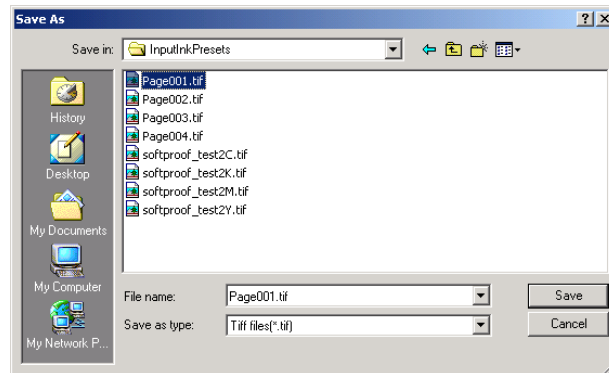 Save As
Save in: InputInkPresets
History
Desktop
My Documents
My Computer
My Network P...
Page001.tif
Page002.tif
Page003.tif
Page004.tif
softproof_test2C.tif
softproof_test2K.tif
softproof_test2M.tif
softproof_test2Y.tif
File name: Page001.tif Save
Save as type: Tiff files(*.tif) Cancel